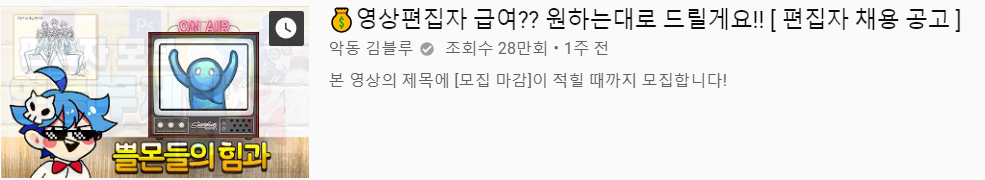 💰영상편집자 급여?? 원하는대로 드릴게요!! [ 편집자 채용 공고 ]
악동 김블루 조회수 28만회 • 1주 전
본 영상의 제목에 [모집 마감]이 적힐 때까지 모집합니다!
ON AIR
쁠몬들의 힘과